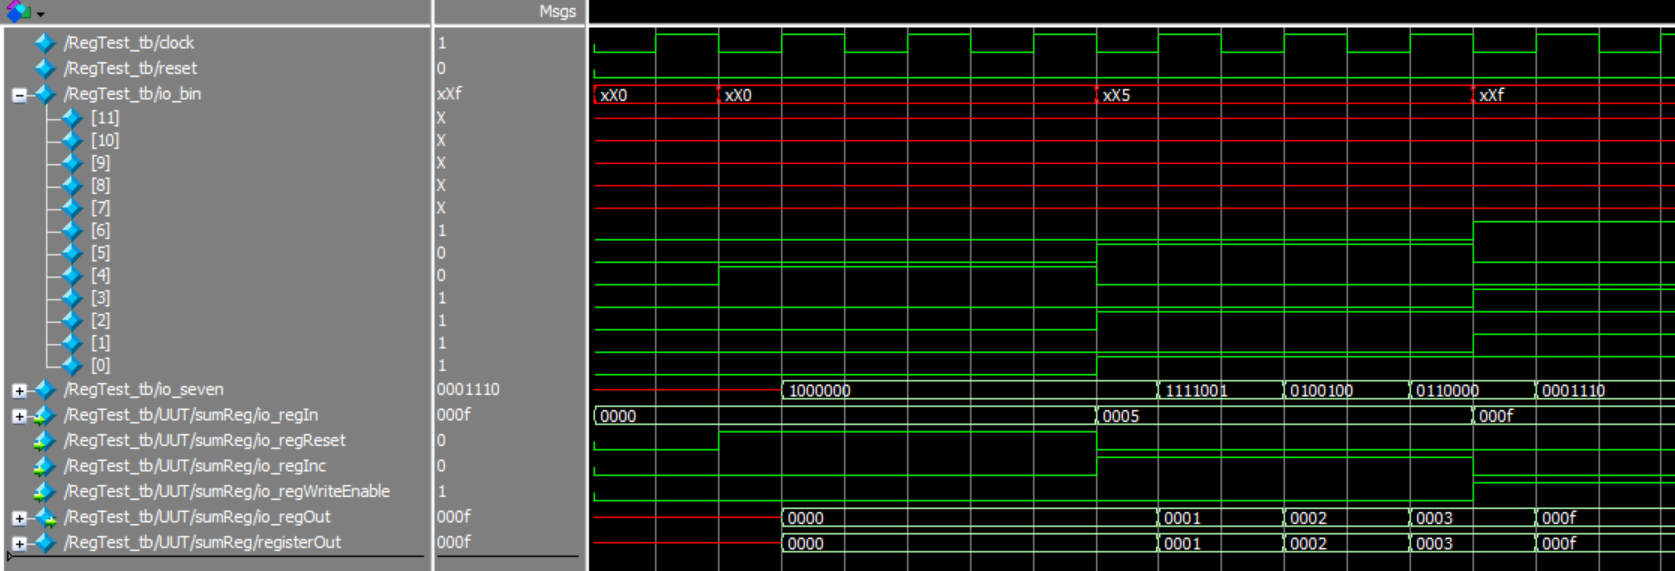 Msgs
/RegTest_tb/clock 1
/RegTest_tb/reset 0
/RegTest_tb/io_bin xXf xX0 xX0 xX5 xXf
[11] X
[10] X
[9] X
[8] X
[7] X
[6] 1
[5] 0
[4] 0
[3] 1
[2] 1
[1] 1
[0] 1
/RegTest_tb/io_seven 0001110 1000000 1111001 0100100 0110000 0001110
/RegTest_tb/UUT/sumReg/io_regIn 000f 0000 0005 000f
/RegTest_tb/UUT/sumReg/io_regReset 0
/RegTest_tb/UUT/sumReg/io_regInc 0
/RegTest_tb/UUT/sumReg/io_regWriteEnable 1
/RegTest_tb/UUT/sumReg/io_regOut 000f 0000 0001 0002 0003 000f
/RegTest_tb/UUT/sumReg/registerOut 000f 0000 0001 0002 0003 000f